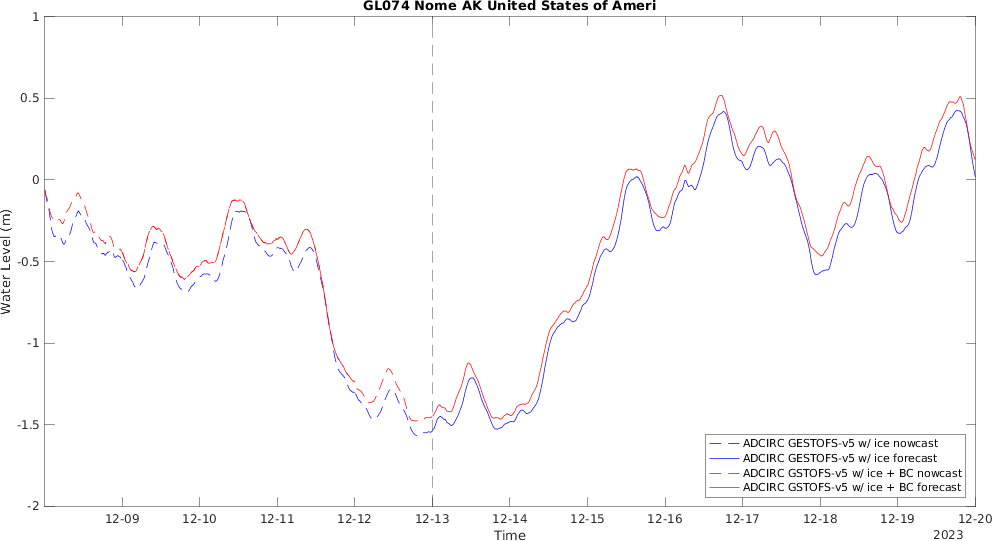 GL074 Nome AK United States of Ameri
1
0.5
0
-0.5
-1
-1.5
-2
Water Level (m)
ADCIRC GESTOFS-v5 w/ ice nowcast
ADCIRC GESTOFS-v5 w/ ice forecast
ADCIRC GSTOFS-v5 w/ ice + BC nowcast
ADCIRC GSTOFS-v5 w/ ice + BC forecast
12-09 12-10 12-11 12-12 12-13 12-14 12-15 12-16 12-17 12-18 12-19 12-20
Time
2023